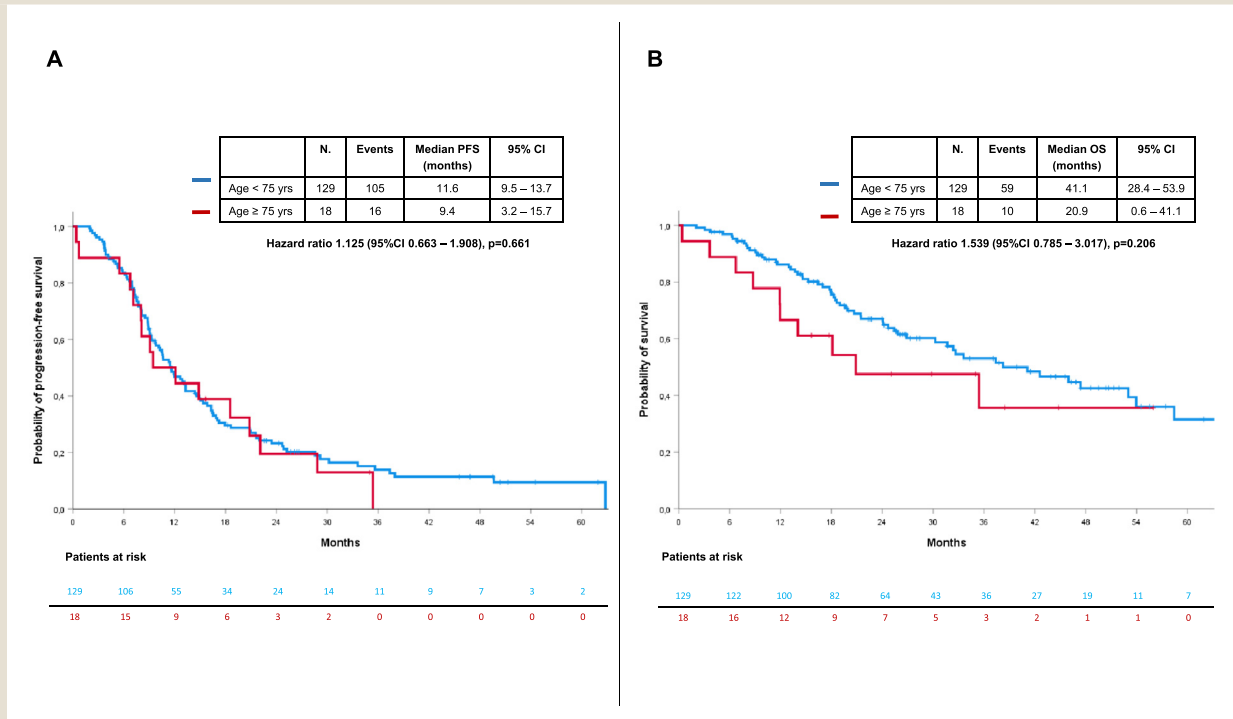 A
N. Events Median PFS (months) 95% CI
Age < 75 yrs 129 105 11.6 9.5 – 13.7
Age ≥ 75 yrs 18 16 9.4 3.2 – 15.7
Hazard ratio 1.125 (95%CI 0.663 – 1.908), p=0.661
Probability of progression-free survival
1,0
0,8
0,6
0,4
0,2
0,0
0 6 12 18 24 30 36 42 48 54 60
Months
Patients at risk
129 106 55 34 24 14 11 9 7 3 2
18 15 9 6 3 2 0 0 0 0 0
B
N. Events Median OS (months) 95% CI
Age < 75 yrs 129 59 41.1 28.4 – 53.9
Age ≥ 75 yrs 18 10 20.9 0.6 – 41.1
Hazard ratio 1.539 (95%CI 0.785 – 3.017), p=0.206
Probability of survival
1,0
0,8
0,6
0,4
0,2
0,0
0 6 12 18 24 30 36 42 48 54 60
Months
Patients at risk
129 122 100 82 64 43 36 27 19 11 7
18 16 12 9 7 5 3 2 1 1 0